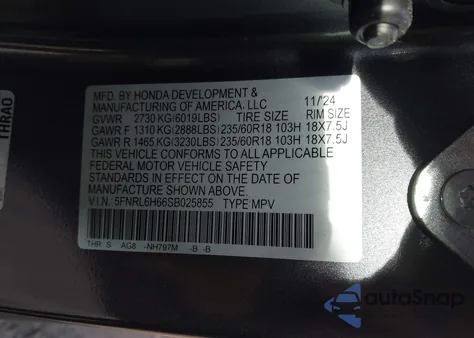 MFD. BY HONDA DEVELOPMENT &
MANUFACTURING OF AMERICA, LLC 11/'24
GVWR 2730 KG(6019LBS) TIRE SIZE RIM SIZE
GAWR F 1310 KG(2888LBS) 235/60R18 103H 18X7.5J
GAWR R 1465 KG(3230LBS) 235/60R18 103H 18X7.5J
THIS VEHICLE CONFORMS TO ALL APPLICABLE
FEDERAL MOTOR VEHICLE SAFETY
STANDARDS IN EFFECT ON THE DATE OF
MANUFACTURE SHOWN ABOVE.
V.I.N. 5FNRL6H66SB025855 TYPE MPV
THR S AG8 -NH797M -B -B
THRA0
autoSnap